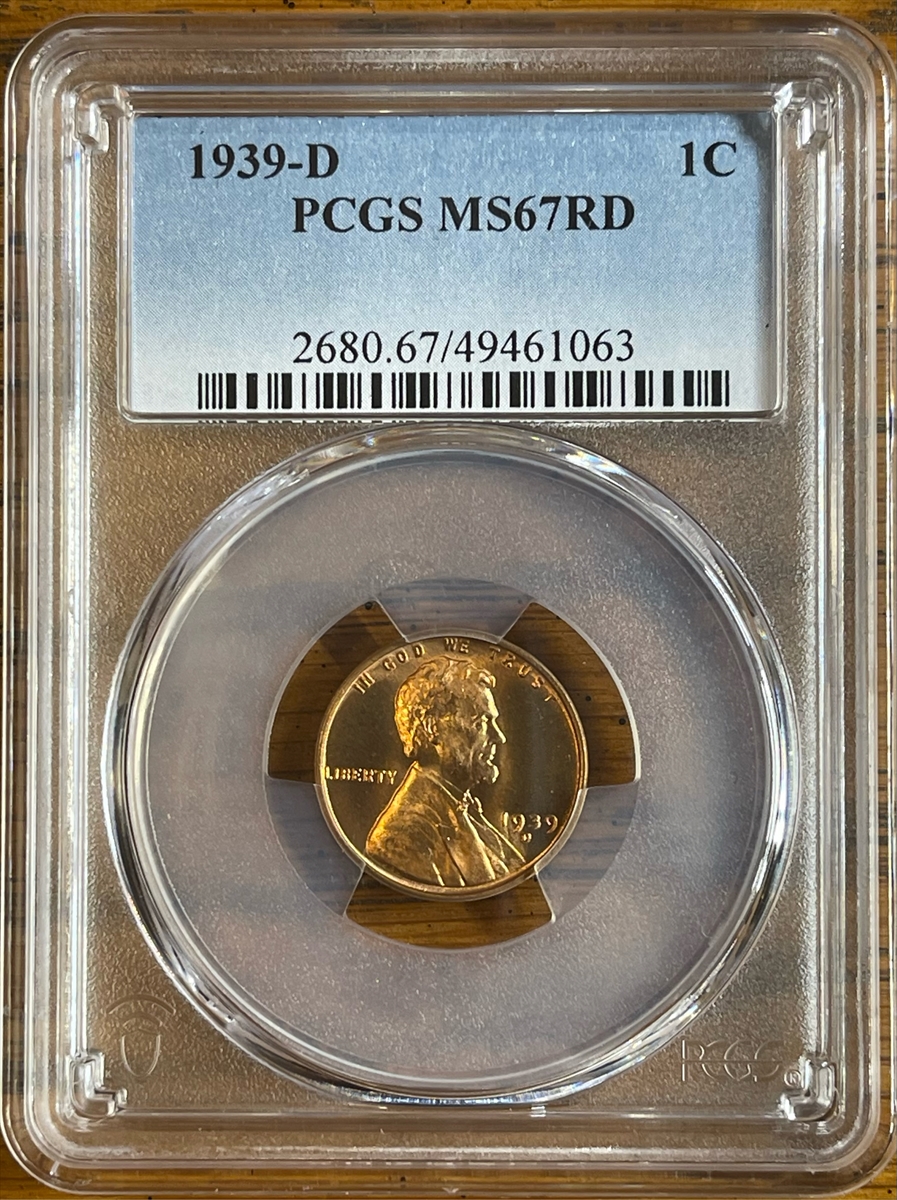 1939-D 1C
PCGS MS67RD
2680.67/49461063
IN GOD WE TRUST
LIBERTY
1939
D
PCGS